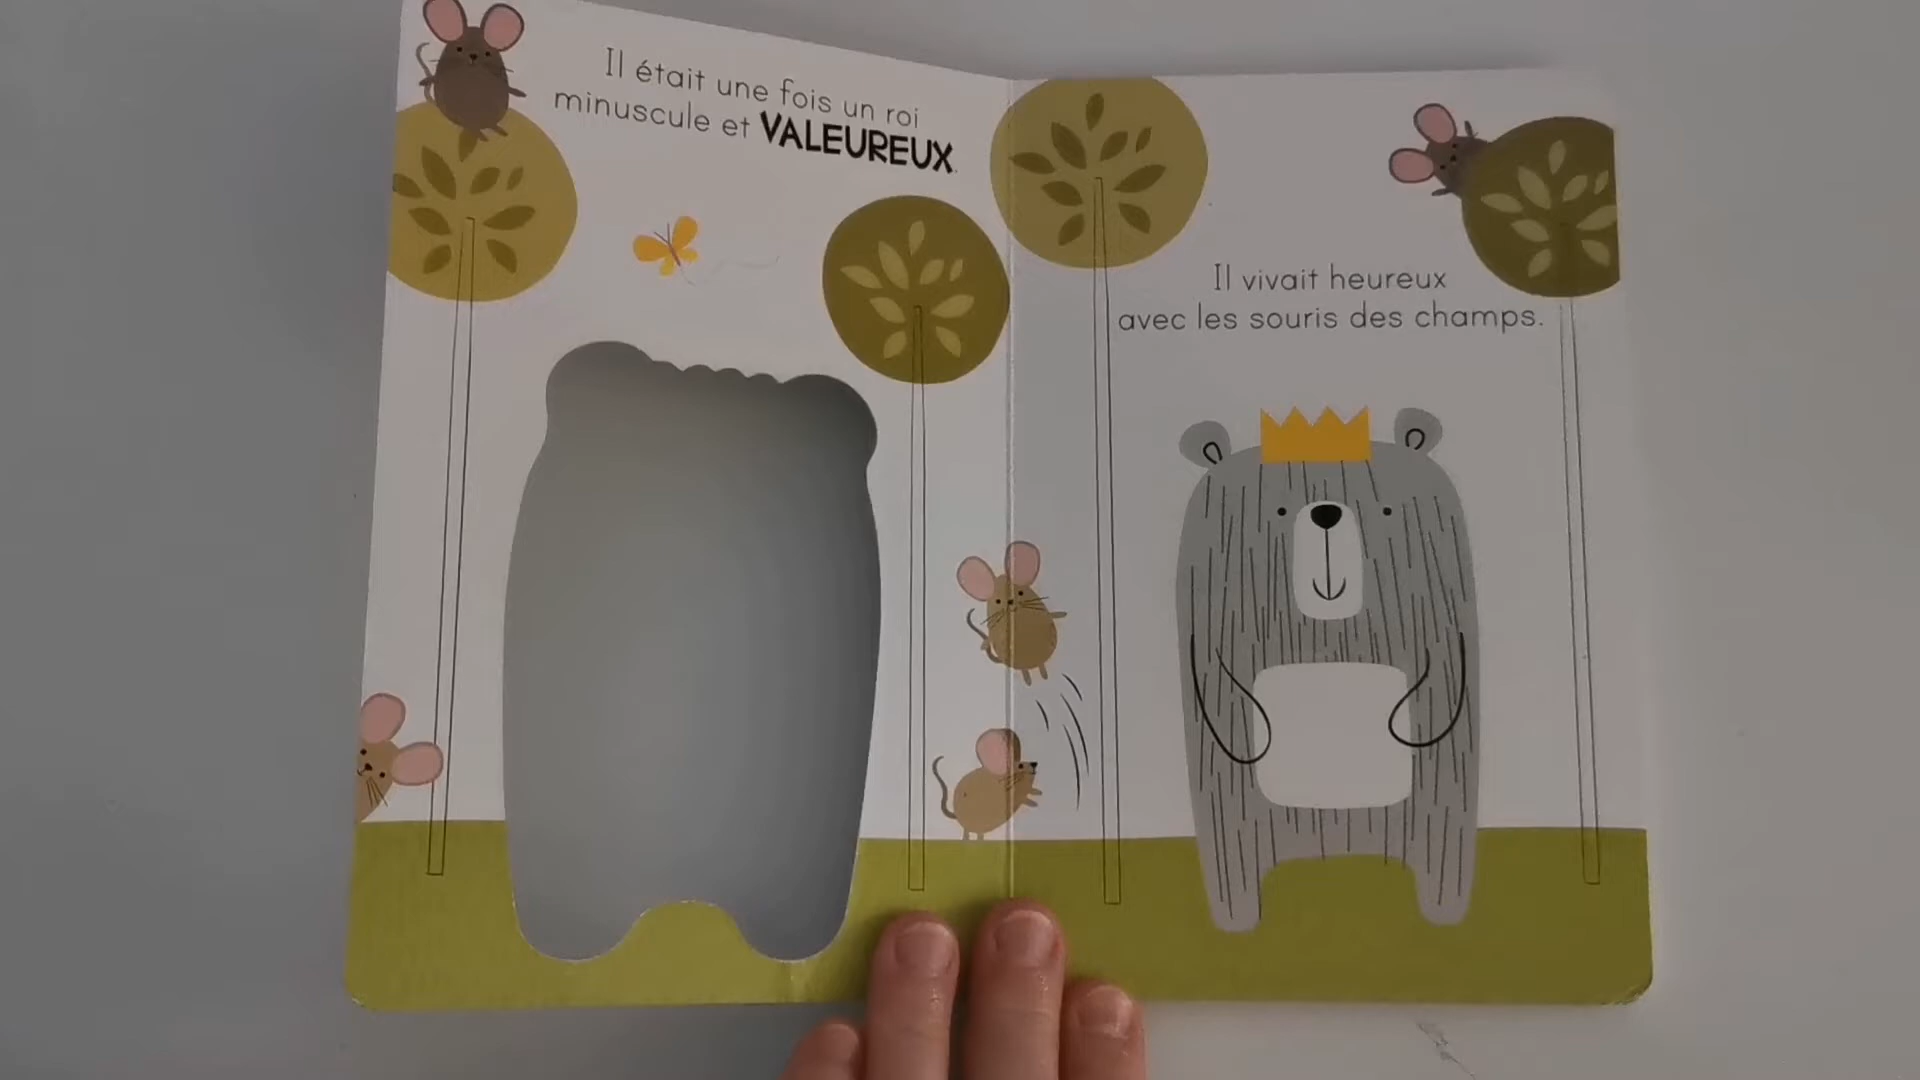 Il était une fois un roi
minuscule et VALEUREUX.
Il vivait heureux
avec les souris des champs.